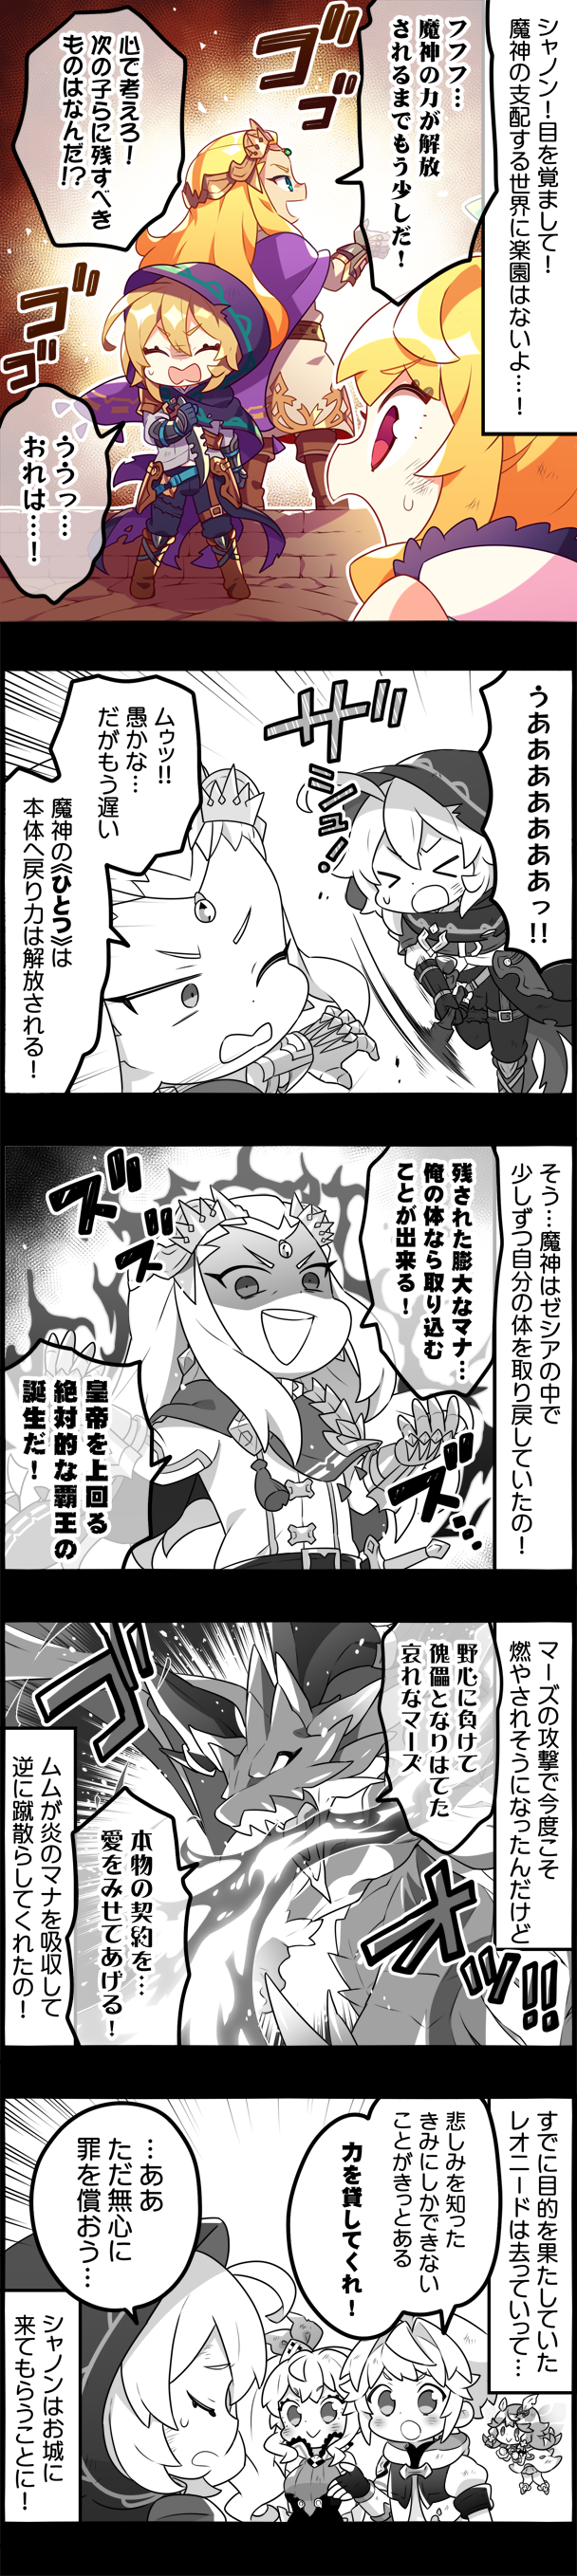 シャノン！目を覚まして！
魔神の支配する世界に楽園はないよ…！
フフフ…
魔神の力が解放
されるまでもう少しだ！
ゴゴ
心で考えろ！
次の子らに残すべき
ものはなんだ!?
ゴゴ
ううっ…
おれは…！
うああああああぁっ!!
ザシュ！
ムゥッ!!
愚かな…
だがもう遅い
魔神の《ひとつ》は
本体へ戻り力は解放される！
そう…魔神はゼシアの中で
少しずつ自分の体を取り戻していたの！
残された膨大なマナ…
俺の体なら取り込む
ことが出来る！
ズズ
皇帝を上回る
絶対的な覇王の
誕生だ！
ズズ…
マーズの攻撃で今度こそ
燃やされそうになったんだけど
野心に負けて
傀儡となりはてた
哀れなマーズ
ゴオッ!!
本物の契約を…
愛をみせてあげる！
ムムが炎のマナを吸収して
逆に蹴散らしてくれたの！
すでに目的を果たしていた
レオニードは去っていって…
悲しみを知った
きみにしかできない
ことがきっとある
力を貸してくれ！
…ああ
ただ無心に
罪を償おう…
シャノンはお城に
来てもらうことに！